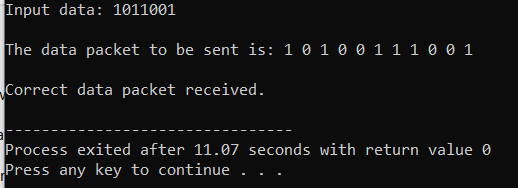 Input data: 1011001
The data packet to be sent is: 1 0 1 0 0 1 1 1 0 0 1
Correct data packet received.
--------------------------------
Process exited after 11.07 seconds with return value 0
Press any key to continue . . .